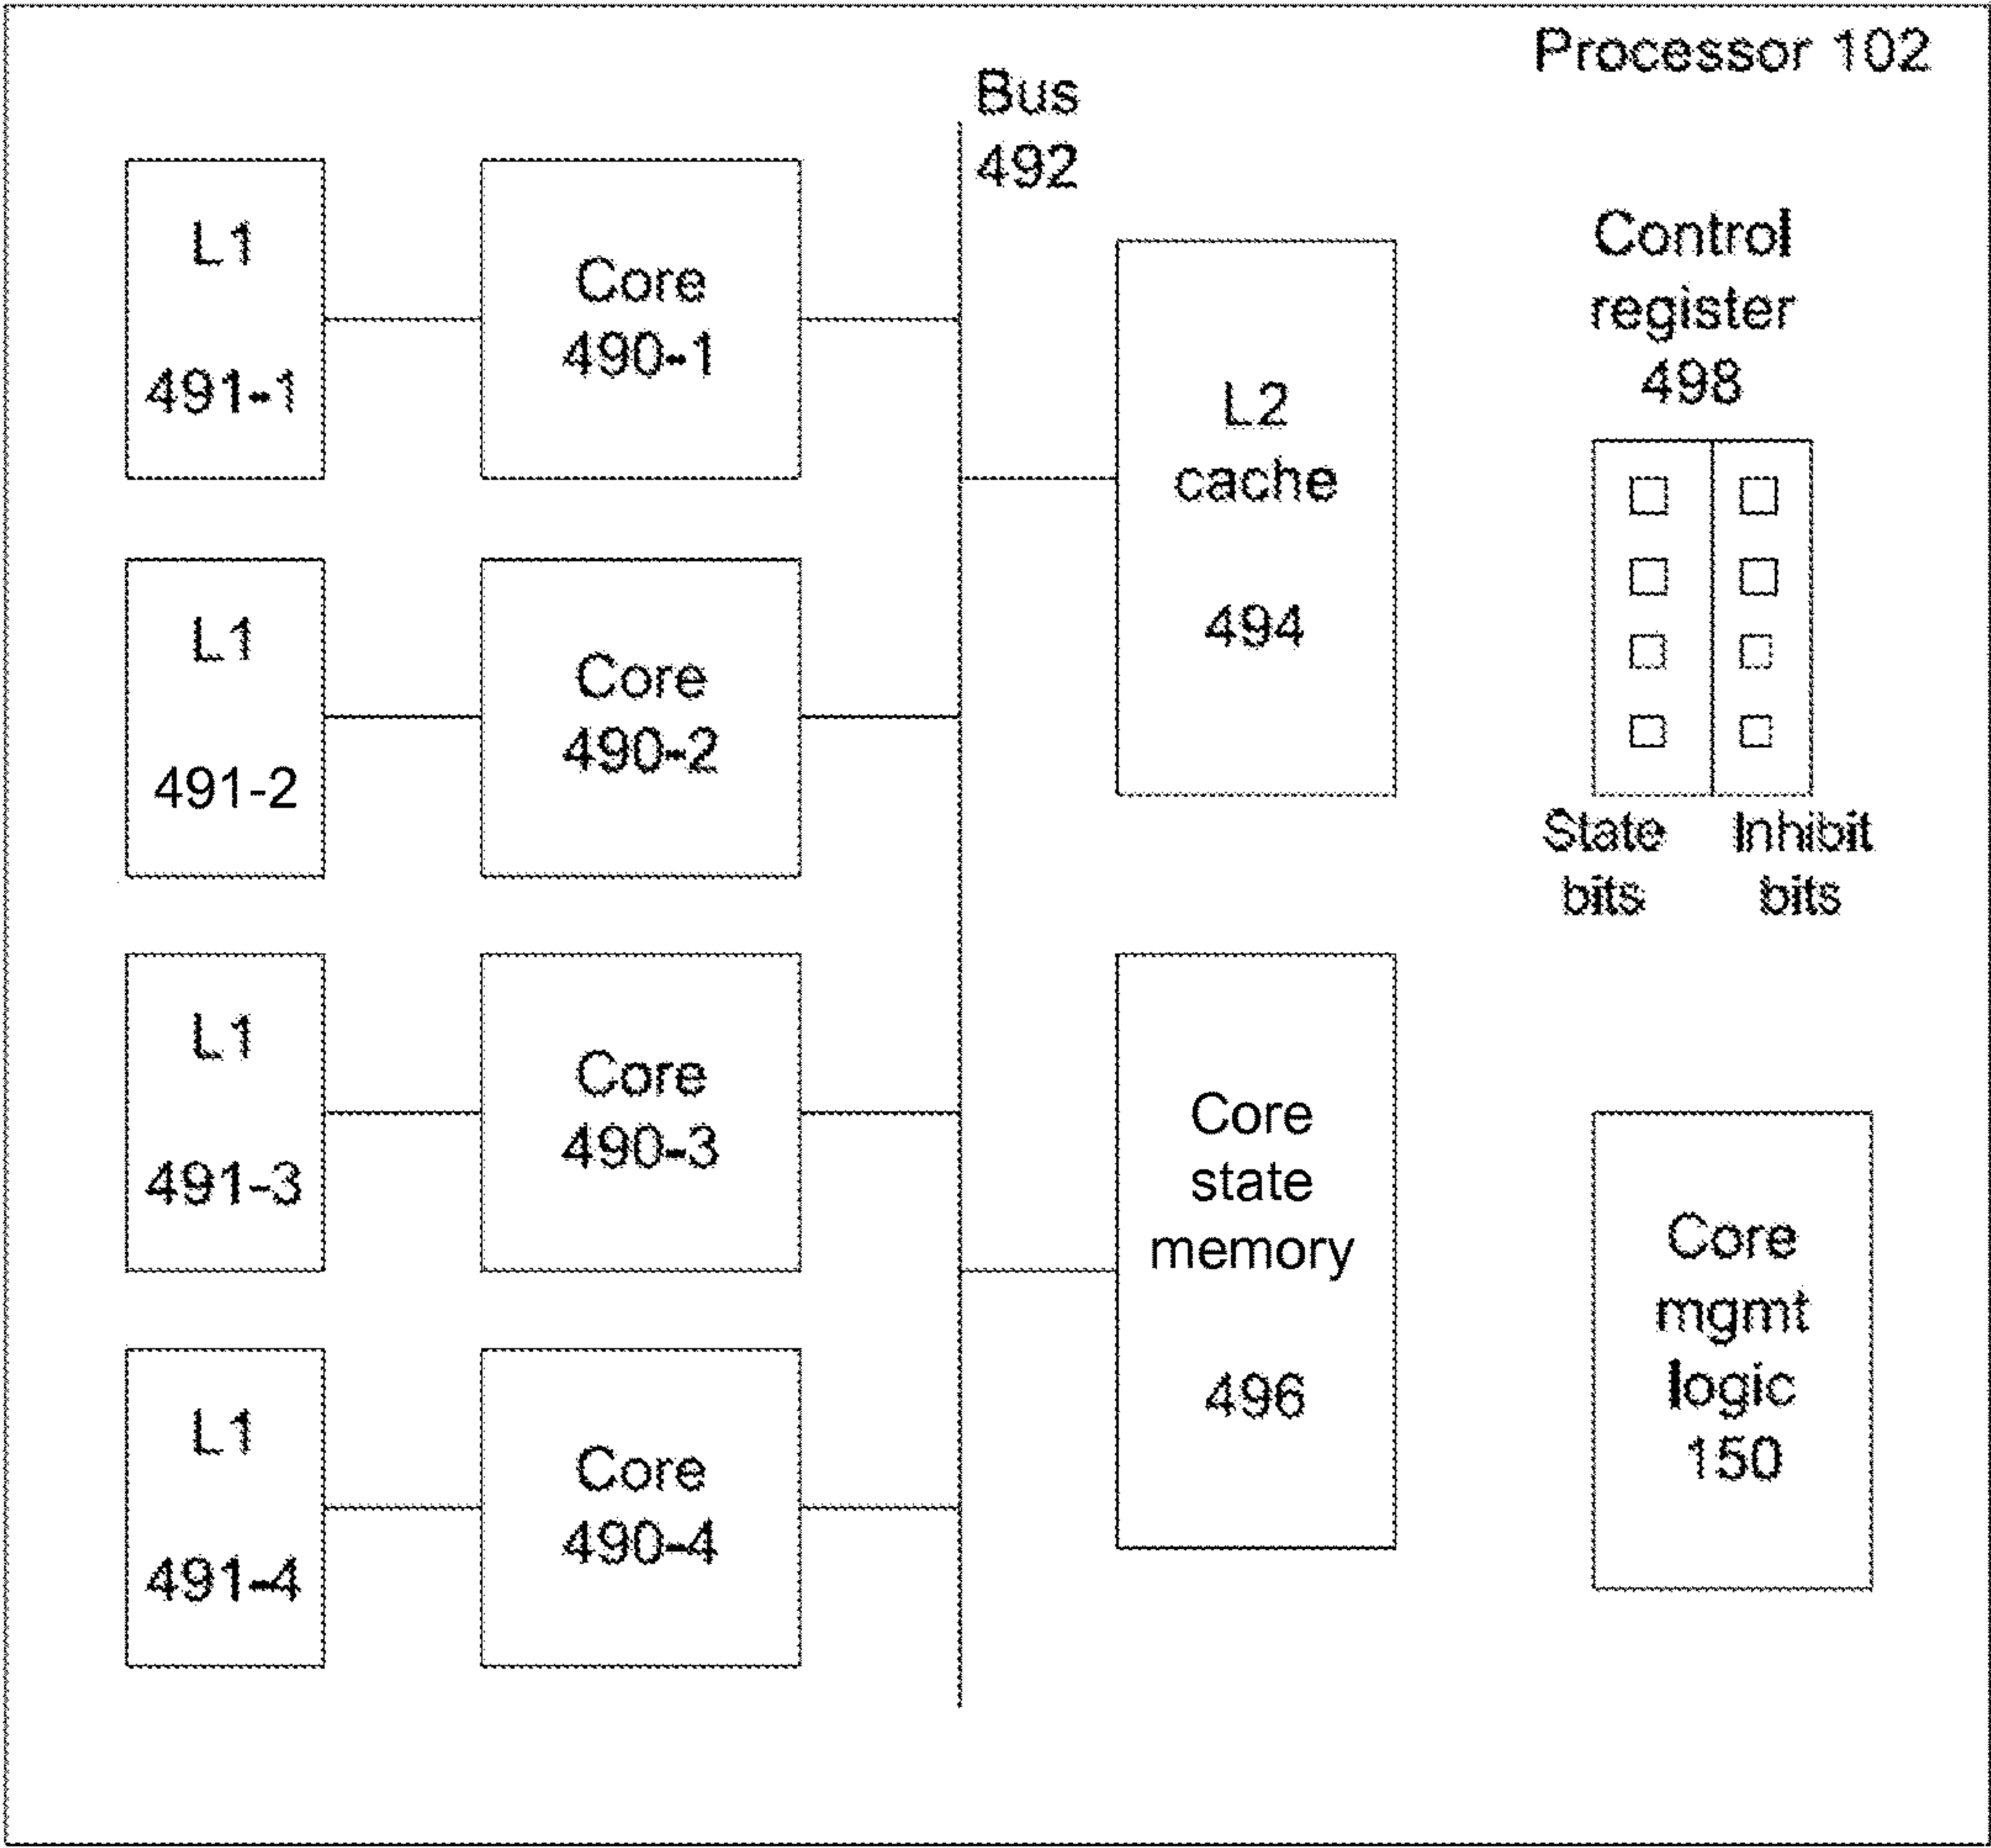 Processor 102
Bus
492
L1
491-1
Core
490-1
L2
cache
494
Control
register
498
State
bits
Inhibit
bits
L1
491-2
Core
490-2
L1
491-3
Core
490-3
Core
state
memory
496
Core
mgmt
logic
150
L1
491-4
Core
490-4